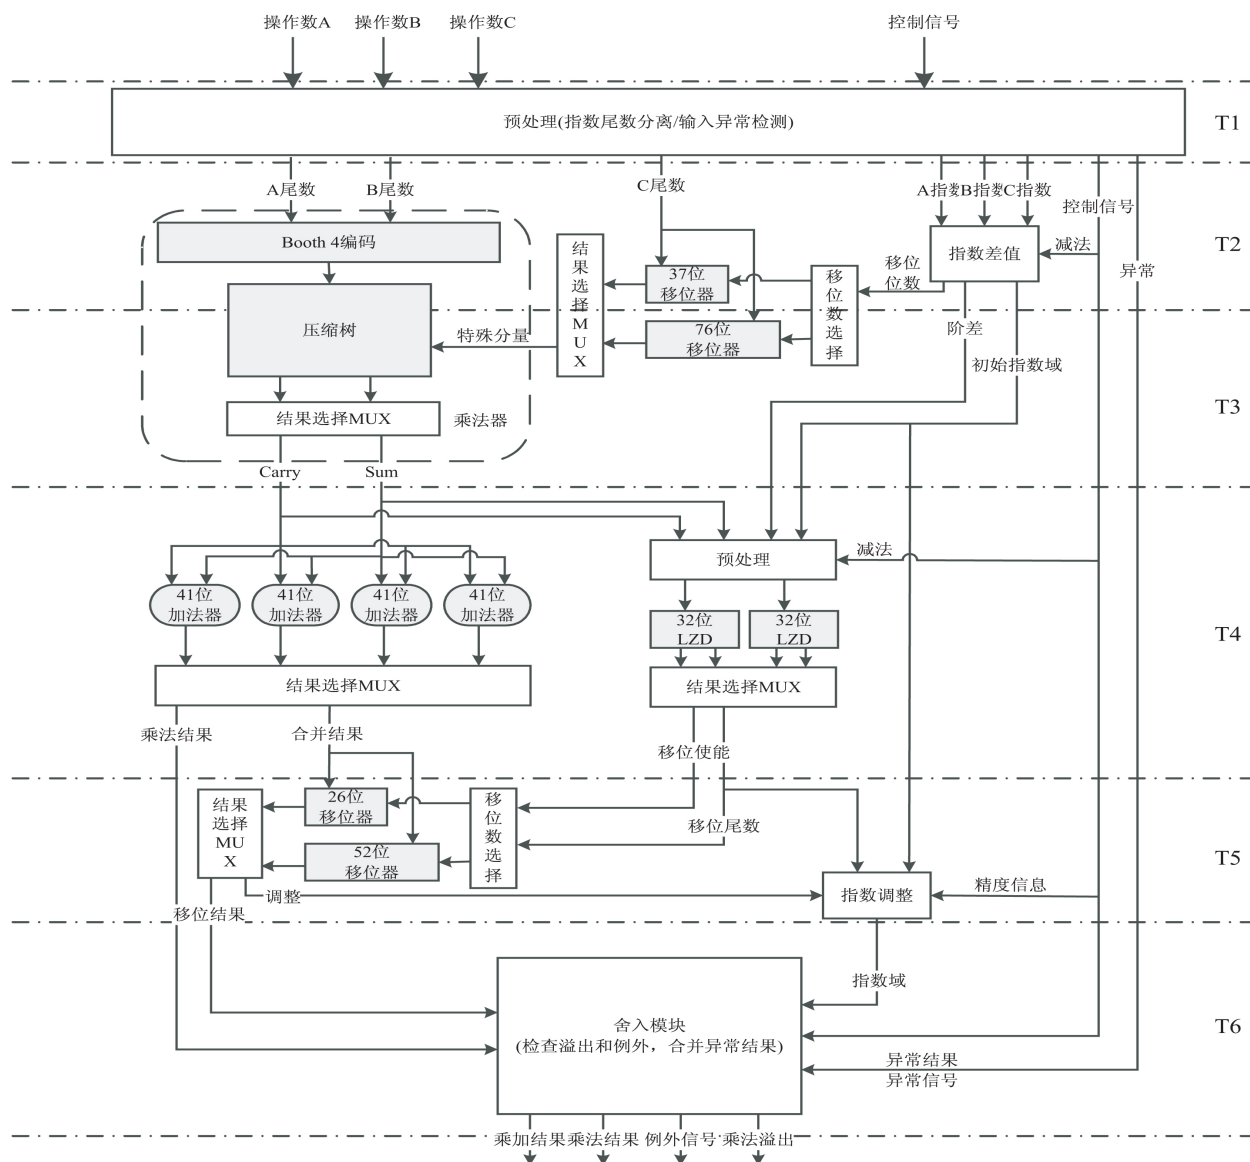 操作数A
操作数B
操作数C
控制信号
预处理(指数尾数分离/输入异常检测)
T1
A尾数
B尾数
C尾数
A指数
B指数
C指数
控制信号
Booth 4编码
结果选择MUX
37位
移位器
移位数选择
移位
位数
指数差值
减法
异常
T2
压缩树
特殊分量
76位
移位器
阶差
初始指数域
结果选择MUX
乘法器
T3
Carry
Sum
预处理
减法
41位
加法器
41位
加法器
41位
加法器
41位
加法器
32位
LZD
32位
LZD
T4
结果选择MUX
结果选择MUX
乘法结果
合并结果
移位使能
结果
选择
MU
X
26位
移位器
移位数选择
移位尾数
52位
移位器
T5
调整
指数调整
精度信息
移位结果
指数域
舍入模块
(检查溢出和例外，合并异常结果)
T6
异常结果
异常信号
乘加结果
乘法结果
例外信号
乘法溢出